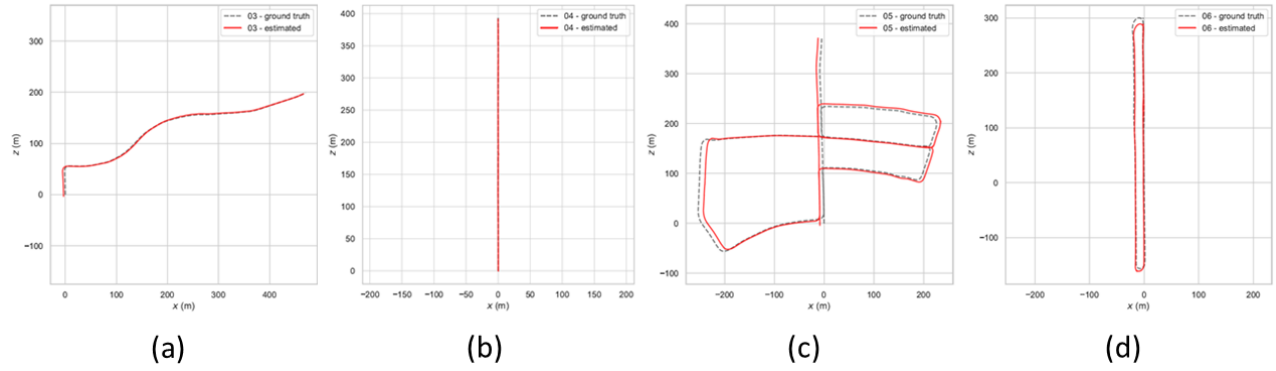 03 - ground truth
03 - estimated
300
200
100
0
−100
z (m)
0 100 200 300 400
x (m)
(a)
04 - ground truth
04 - estimated
400
350
300
250
200
150
100
50
0
z (m)
−200 −150 −100 −50 0 50 100 150 200
x (m)
(b)
05 - ground truth
05 - estimated
400
300
200
100
0
−100
z (m)
−200 −100 0 100 200
x (m)
(c)
06 - ground truth
06 - estimated
300
200
100
0
−100
z (m)
−200 −100 0 100 200
x (m)
(d)